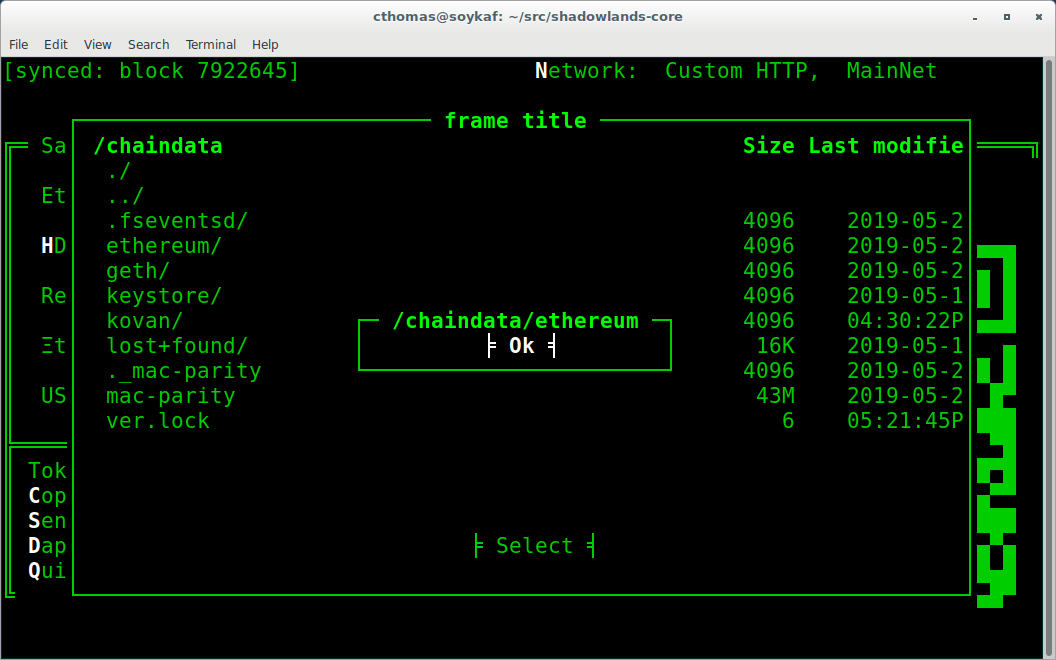 cthomas@soykaf: ~/src/shadowlands-core
File Edit View Search Terminal Help
[synced: block 7922645] Network: Custom HTTP, MainNet
frame title
Sa /chaindata Size Last modifie
./
Et ../
.fseventsd/ 4096 2019-05-2
HD ethereum/ 4096 2019-05-2
geth/ 4096 2019-05-2
Re keystore/ 4096 2019-05-1
kovan/ /chaindata/ethereum 4096 04:30:22P
Ξt lost+found/ Ok 16K 2019-05-1
._mac-parity 4096 2019-05-2
US mac-parity 43M 2019-05-2
ver.lock 6 05:21:45P
Tok
Cop
Sen
Dap Select
Qui